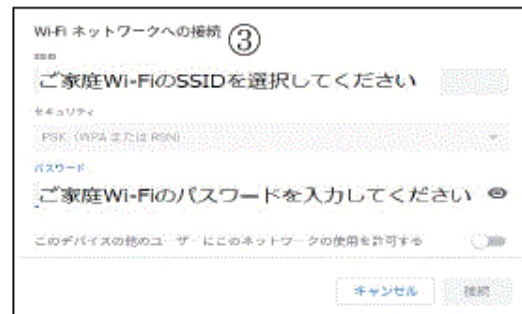 Wi-Fi ネットワークへの接続 ③
SSID
ご家庭Wi-FiのSSIDを選択してください
セキュリティ
PSK（WPA または RSN）
パスワード
ご家庭Wi-Fiのパスワードを入力してください
このデバイスの他のユーザーにこのネットワークの使用を許可する
キャンセル 接続